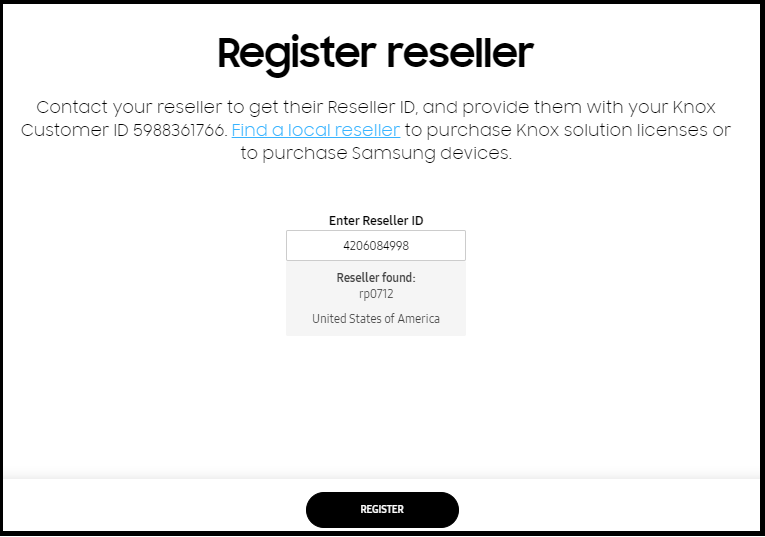 Register reseller
Contact your reseller to get their Reseller ID, and provide them with your Knox
Customer ID 5988361766. Find a local reseller to purchase Knox solution licenses or
to purchase Samsung devices.
Enter Reseller ID
4206084998
Reseller found:
rp0712
United States of America
REGISTER